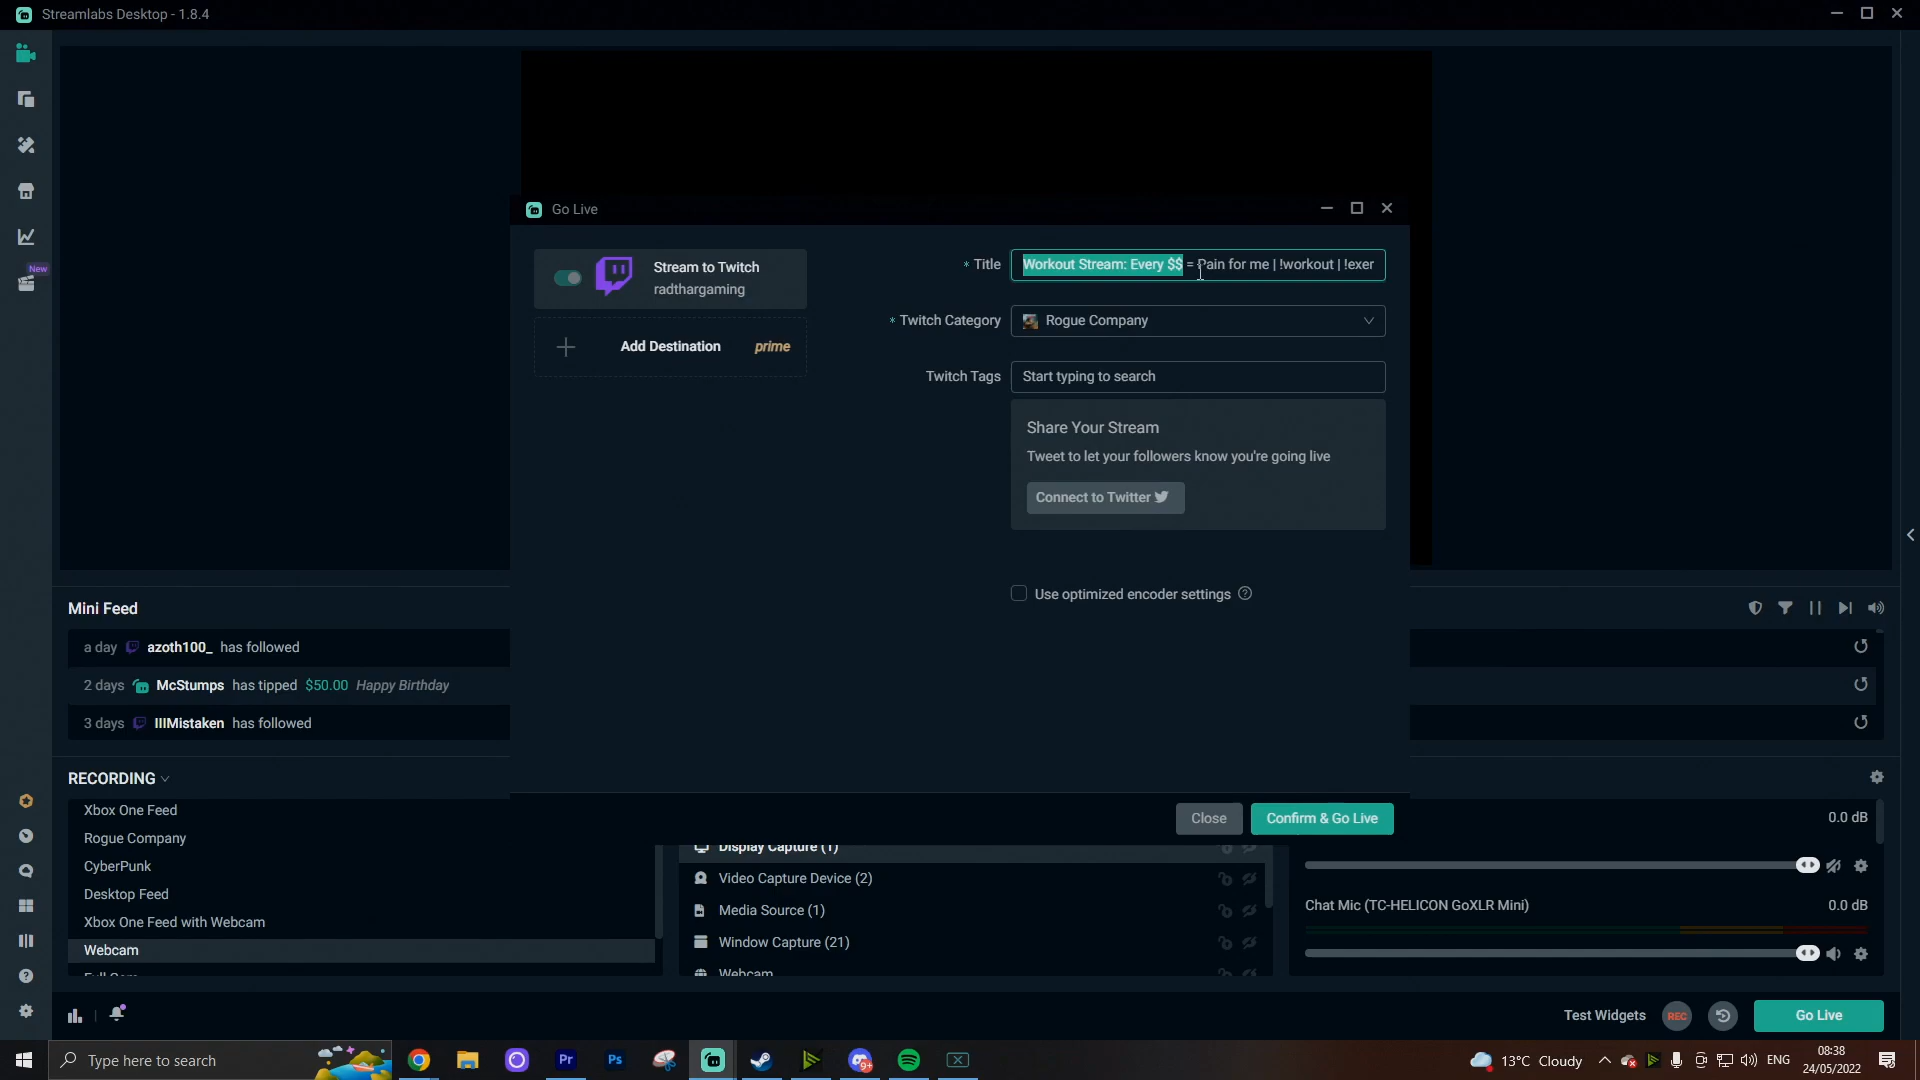 Streamlabs Desktop - 1.8.4
New
Go Live
Stream to Twitch
radthargaming
Add Destination prime
* Title Workout Stream: Every $$ = Pain for me | !workout | !exer
* Twitch Category Rogue Company
Twitch Tags Start typing to search
Share Your Stream
Tweet to let your followers know you're going live
Connect to Twitter
Use optimized encoder settings ?
Close Confirm & Go Live
Mini Feed
a day azoth100_ has followed
2 days McStumps has tipped $50.00 Happy Birthday
3 days IIIMistaken has followed
RECORDING
Xbox One Feed
Rogue Company
CyberPunk
Desktop Feed
Xbox One Feed with Webcam
Webcam
Display Capture (1)
Video Capture Device (2)
Media Source (1)
Window Capture (21)
Webcam
0.0 dB
Chat Mic (TC-HELICON GoXLR Mini) 0.0 dB
Test Widgets REC Go Live
Type here to search
Pr
Ps
9+
13°C Cloudy
ENG
08:38
24/05/2022